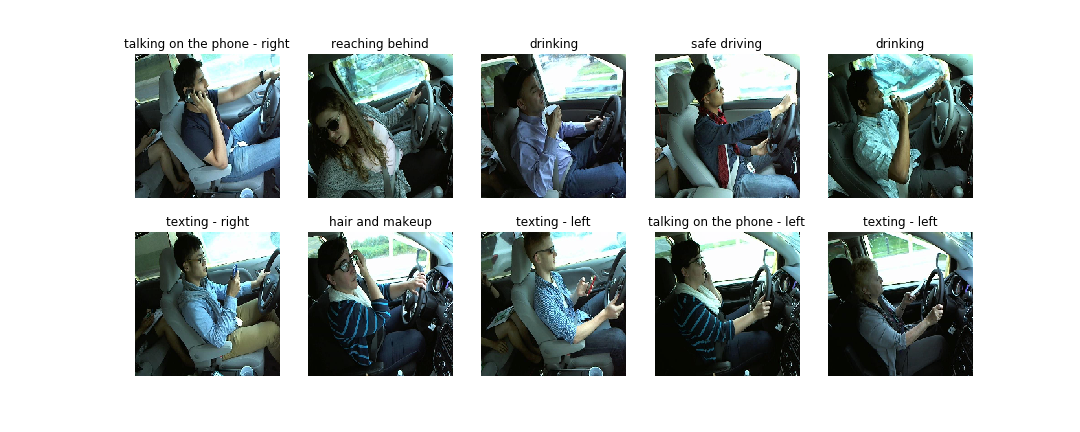 talking on the phone - right
reaching behind
drinking
safe driving
drinking
texting - right
hair and makeup
texting - left
talking on the phone - left
texting - left